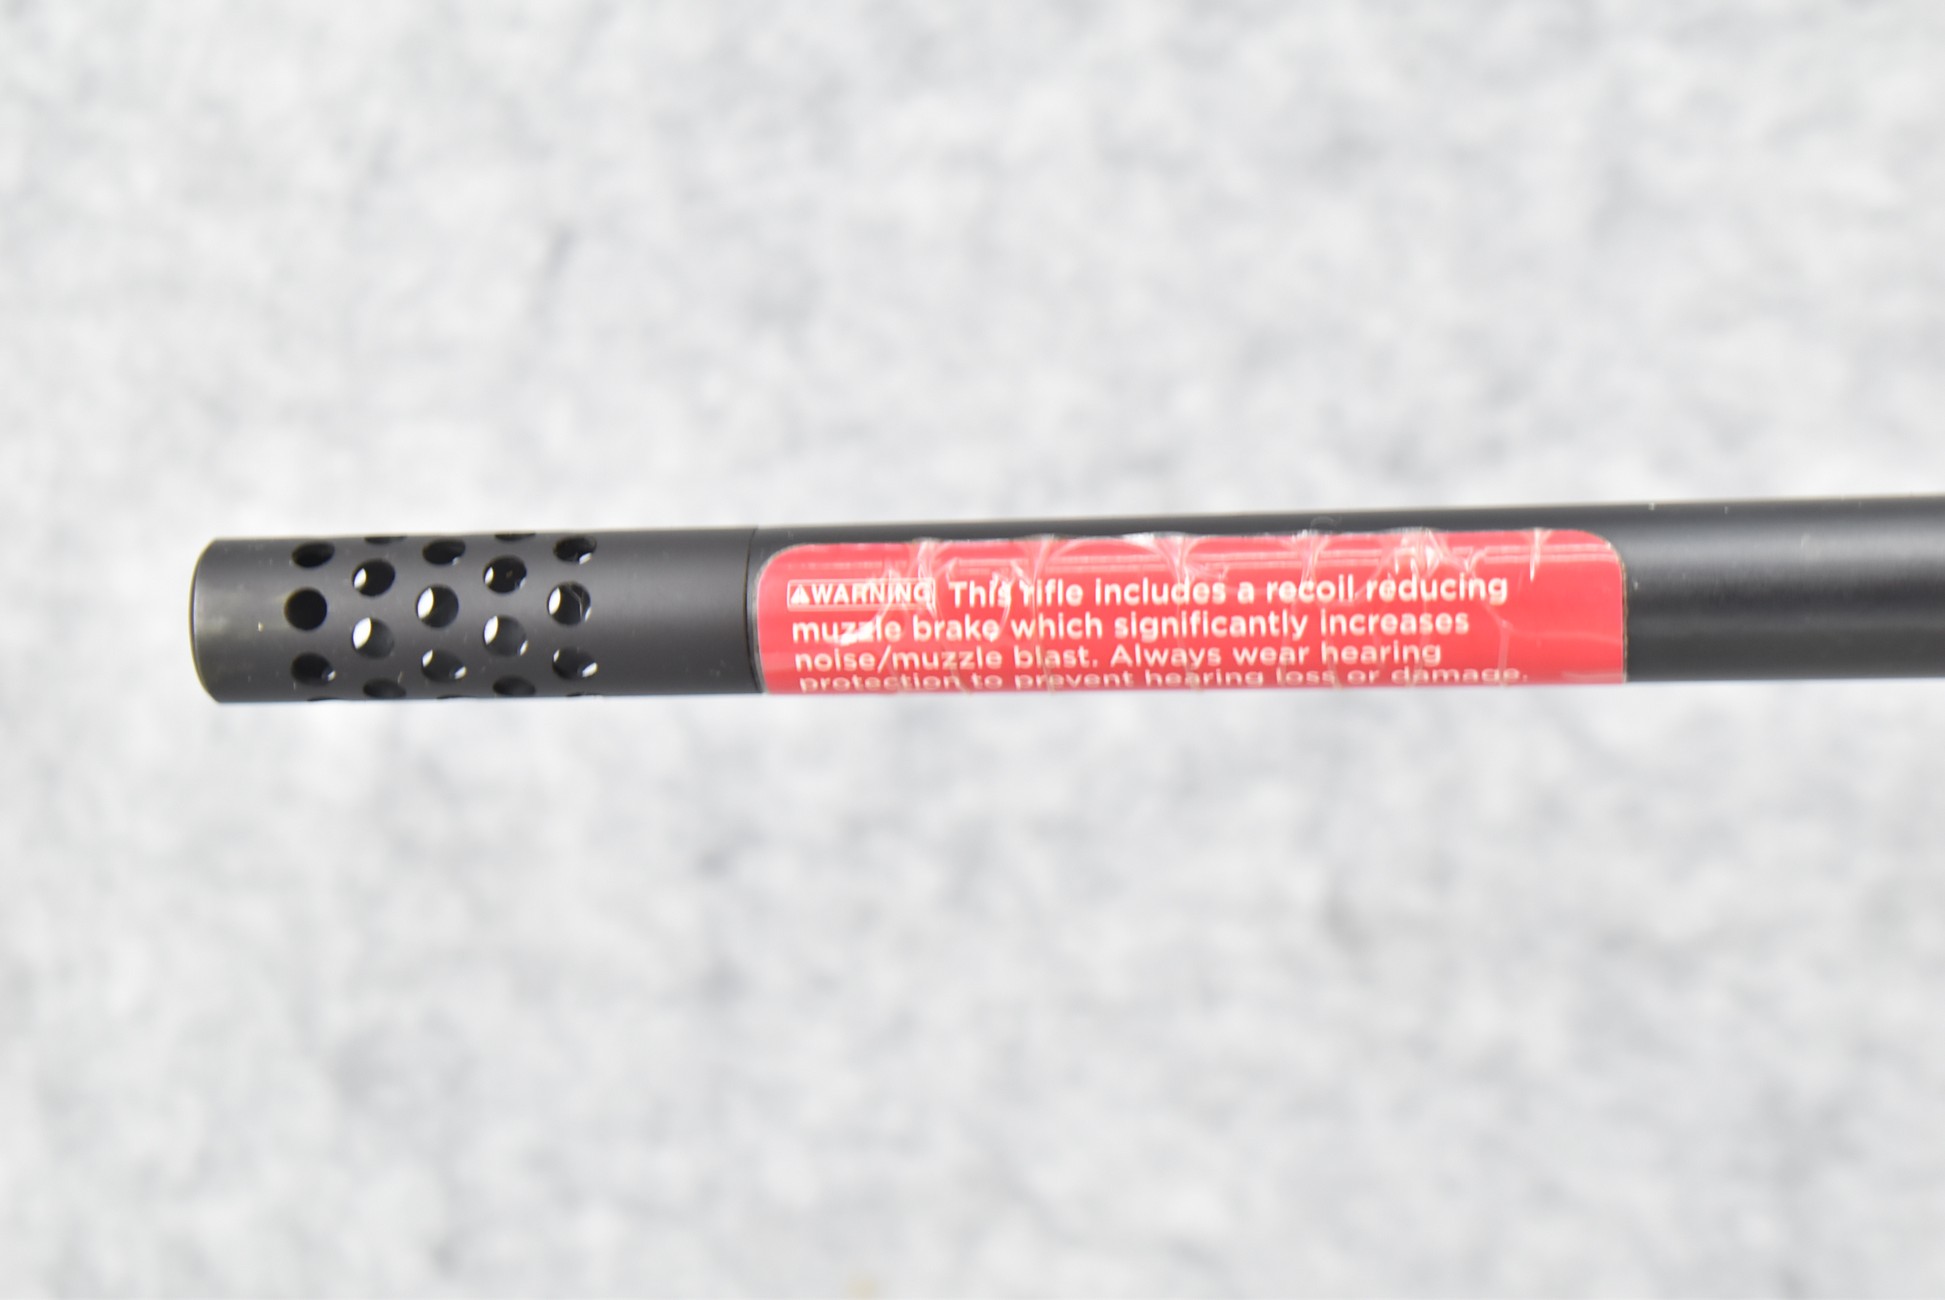 ⚠WARNING This rifle includes a recoil reducing
muzzle brake which significantly increases
noise/muzzle blast. Always wear hearing
protection to prevent hearing loss or damage.